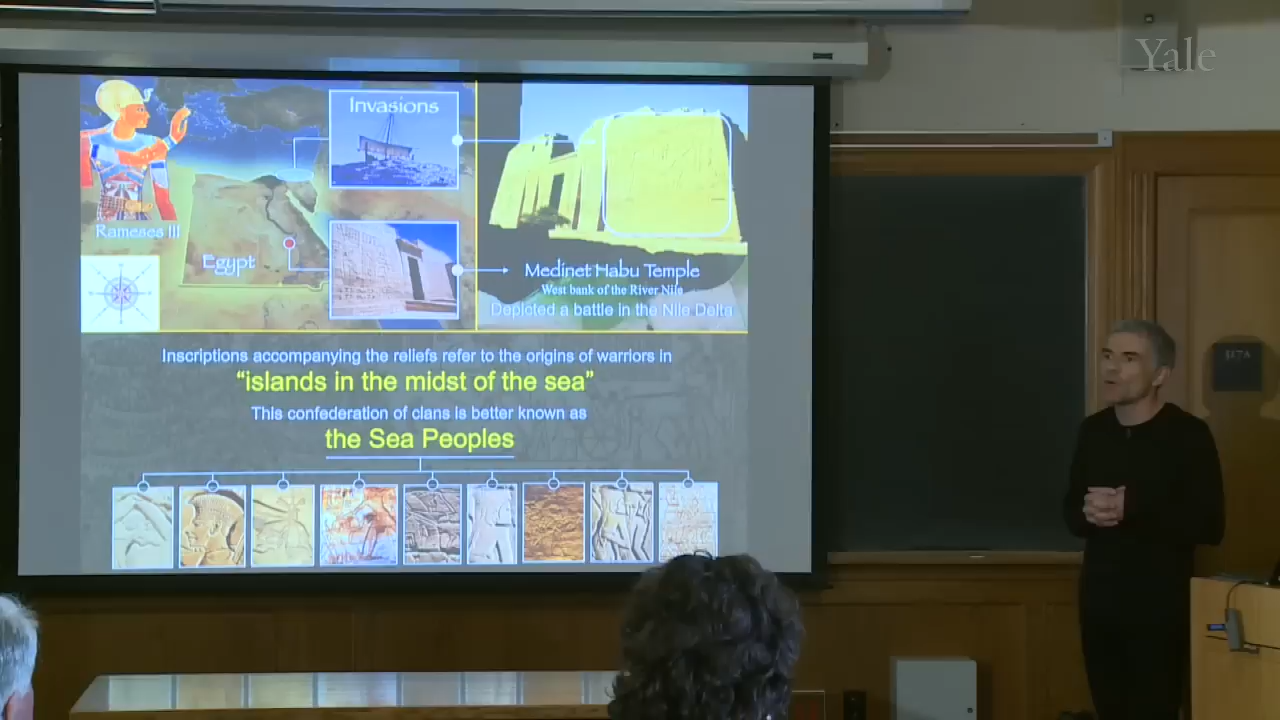 Yale
Invasions
Rameses III
Egypt
Medinet Habu Temple
West bank of the River Nile
Depicted a battle in the Nile Delta
Inscriptions accompanying the reliefs refer to the origins of warriors in
“islands in the midst of the sea”
This confederation of clans is better known as
the Sea Peoples